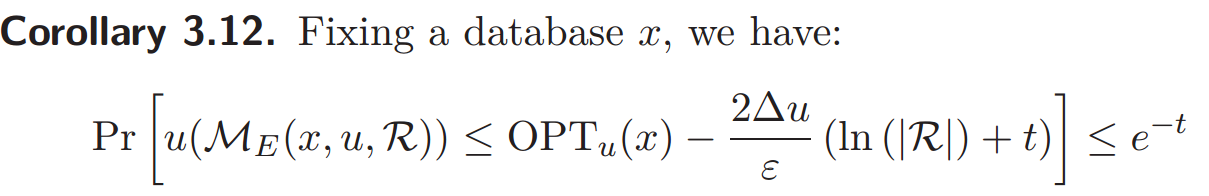 Corollary 3.12. Fixing a database x, we have:
Pr [u(ℳ_E(x, u, ℛ)) ≤ OPT_u(x) − 2Δu/ε (ln (|ℛ|) + t)] ≤ e^{−t}